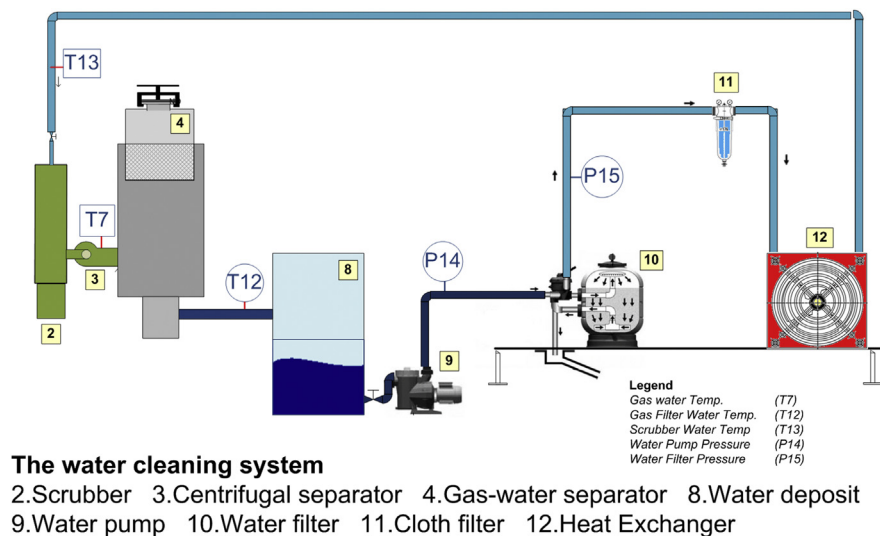 T13
4
11
P15
T7
3
12
10
8
T12
P14
2
9
Legend
Gas water Temp. (T7)
Gas Filter Water Temp. (T12)
Scrubber Water Temp (T13)
Water Pump Pressure (P14)
Water Filter Pressure (P15)
The water cleaning system
2.Scrubber 3.Centrifugal separator 4.Gas-water separator 8.Water deposit
9.Water pump 10.Water filter 11.Cloth filter 12.Heat Exchanger